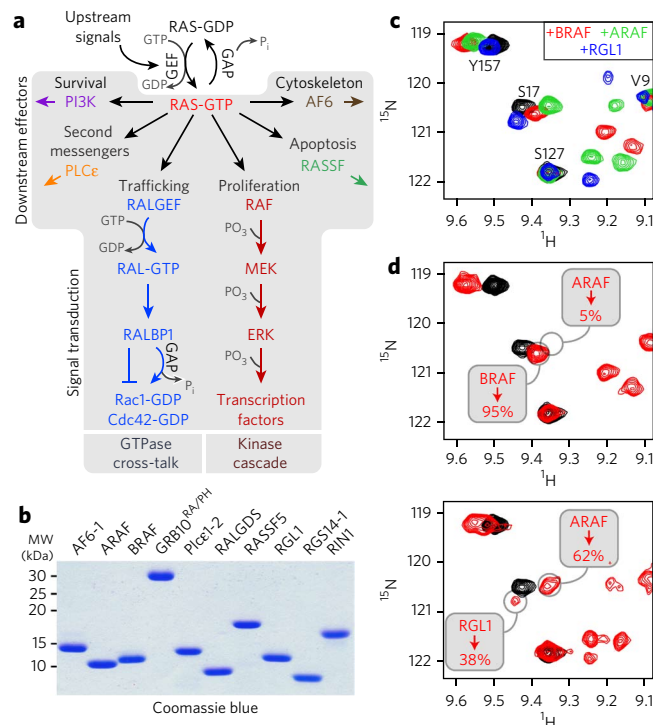 a
Upstream
signals
RAS-GDP
GTP
GDP
GEF
GAP
Pi
RAS-GTP
Downstream effectors
Survival
PI3K
Cytoskeleton
AF6
Second
messengers
PLCε
Apoptosis
RASSF
Signal transduction
Trafficking
RALGEF
GTP
GDP
RAL-GTP
RALBP1
GAP
Pi
Rac1-GDP
Cdc42-GDP
GTPase
cross-talk
Proliferation
RAF
PO3
MEK
PO3
ERK
PO3
Transcription
factors
Kinase
cascade
b
MW
(kDa)
AF6-1
ARAF
BRAF
GRB10RA/PH
Plcε1-2
RALGDS
RASSF5
RGL1
RGS14-1
RIN1
30
25
20
15
10
Coomassie blue
c
+BRAF +ARAF
+RGL1
Y157
V9
S17
S127
119
120
121
122
15N
9.6 9.5 9.4 9.3 9.2 9.1
1H
d
ARAF
5%
BRAF
95%
119
120
121
122
15N
9.6 9.5 9.4 9.3 9.2 9.1
1H
ARAF
62%
RGL1
38%
119
120
121
122
15N
9.6 9.5 9.4 9.3 9.2 9.1
1H